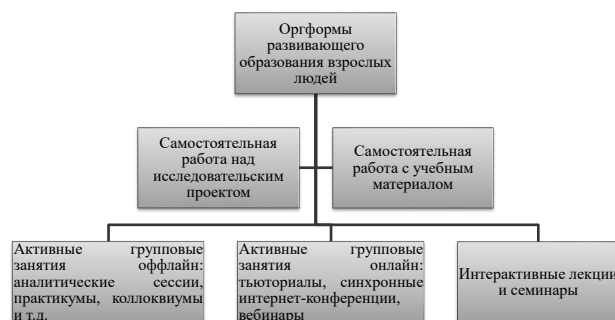 Оргформы
развивающего
образования взрослых
людей
Самостоятельная
работа над
исследовательским
проектом
Самостоятельная
работа с учебным
материалом
Активные групповые
занятия оффлайн:
аналитические сессии,
практикумы, коллоквиумы
и т.д.
Активные групповые
занятия онлайн:
тьюториалы, синхронные
интернет-конференции,
вебинары
Интерактивные лекции
и семинары